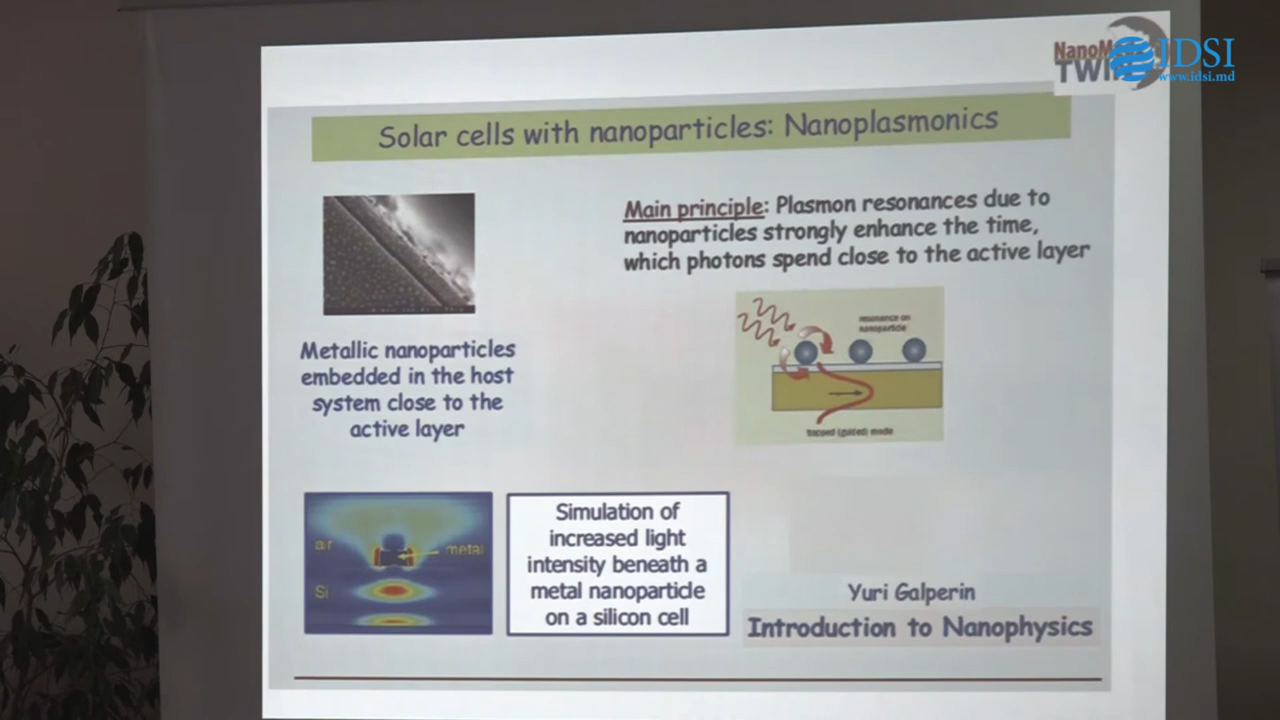 NanoM
TWI
IDSI
www.idsi.md
Solar cells with nanoparticles: Nanoplasmonics
Main principle: Plasmon resonances due to
nanoparticles strongly enhance the time,
which photons spend close to the active layer
resonance on
nanoparticle
trapped (guided) mode
Metallic nanoparticles
embedded in the host
system close to the
active layer
air
metal
Si
Simulation of
increased light
intensity beneath a
metal nanoparticle
on a silicon cell
Yuri Galperin
Introduction to Nanophysics